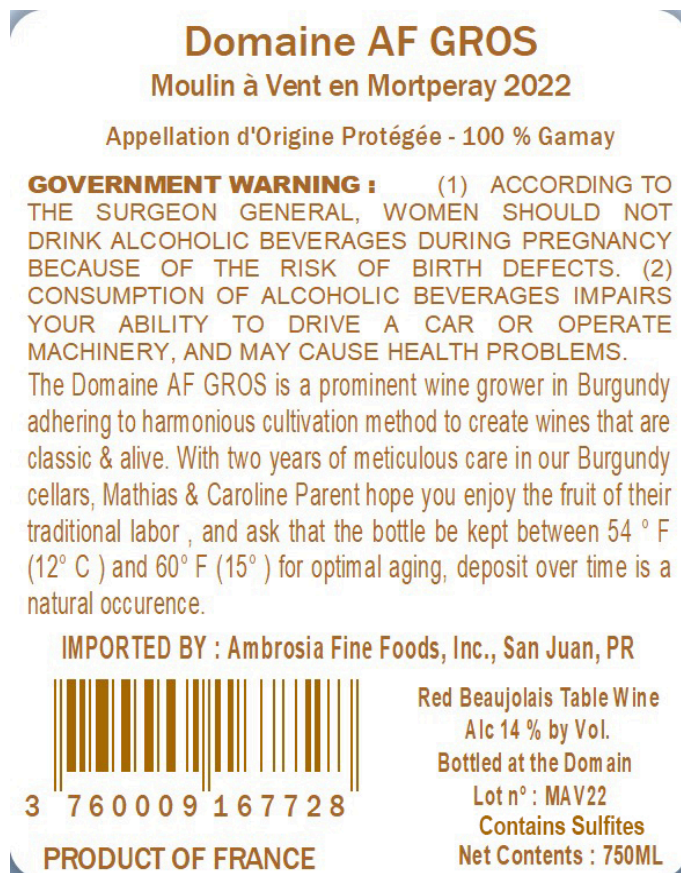 Domaine AF GROS
Moulin à Vent en Mortperay 2022
Appellation d'Origine Protégée - 100 % Gamay
GOVERNMENT WARNING : (1) ACCORDING TO
THE SURGEON GENERAL, WOMEN SHOULD NOT
DRINK ALCOHOLIC BEVERAGES DURING PREGNANCY
BECAUSE OF THE RISK OF BIRTH DEFECTS. (2)
CONSUMPTION OF ALCOHOLIC BEVERAGES IMPAIRS
YOUR ABILITY TO DRIVE A CAR OR OPERATE
MACHINERY, AND MAY CAUSE HEALTH PROBLEMS.
The Domaine AF GROS is a prominent wine grower in Burgundy
adhering to harmonious cultivation method to create wines that are
classic & alive. With two years of meticulous care in our Burgundy
cellars, Mathias & Caroline Parent hope you enjoy the fruit of their
traditional labor , and ask that the bottle be kept between 54 ° F
(12° C ) and 60° F (15° ) for optimal aging, deposit over time is a
natural occurence.
IMPORTED BY : Ambrosia Fine Foods, Inc., San Juan, PR
3 760009 167728
PRODUCT OF FRANCE
Red Beaujolais Table Wine
Alc 14 % by Vol.
Bottled at the Domain
Lot nº : MAV22
Contains Sulfites
Net Contents : 750ML